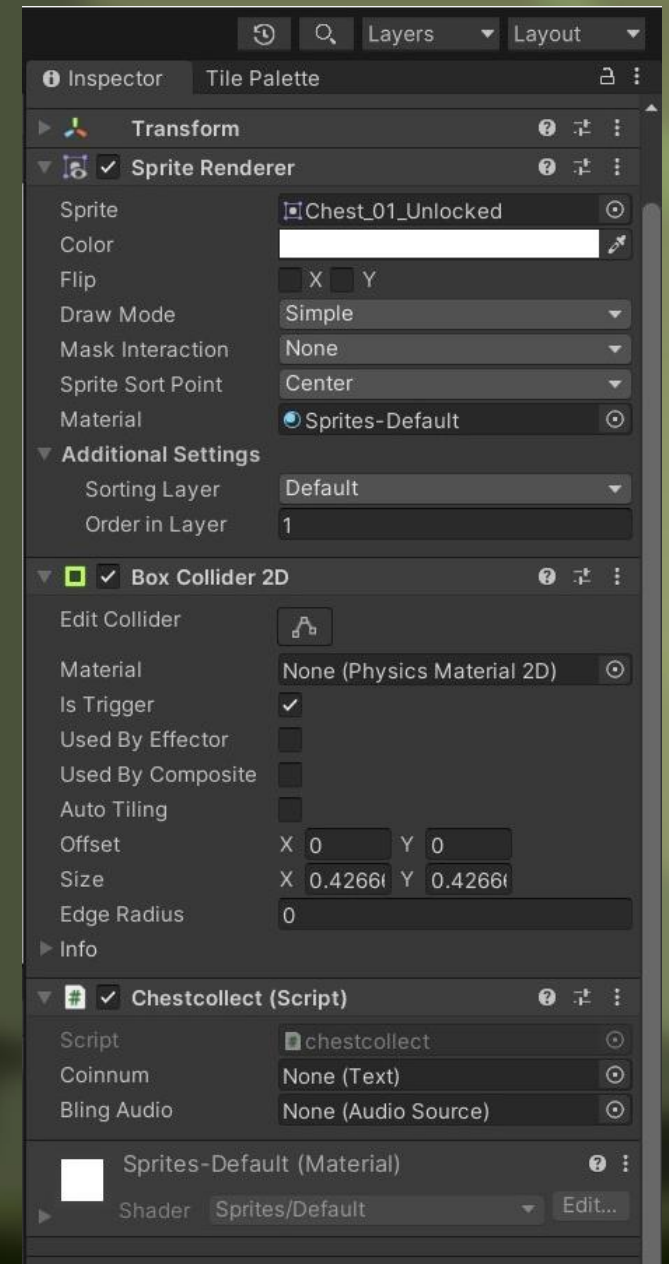 Layers Layout
Inspector Tile Palette
Transform
Sprite Renderer
Sprite Chest_01_Unlocked
Color
Flip X Y
Draw Mode Simple
Mask Interaction None
Sprite Sort Point Center
Material Sprites-Default
Additional Settings
Sorting Layer Default
Order in Layer 1
Box Collider 2D
Edit Collider
Material None (Physics Material 2D)
Is Trigger
Used By Effector
Used By Composite
Auto Tiling
Offset X 0 Y 0
Size X 0.4266 Y 0.4266
Edge Radius 0
Info
# Chestcollect (Script)
Script chestcollect
Coinnum None (Text)
Bling Audio None (Audio Source)
Sprites-Default (Material)
Shader Sprites/Default Edit...